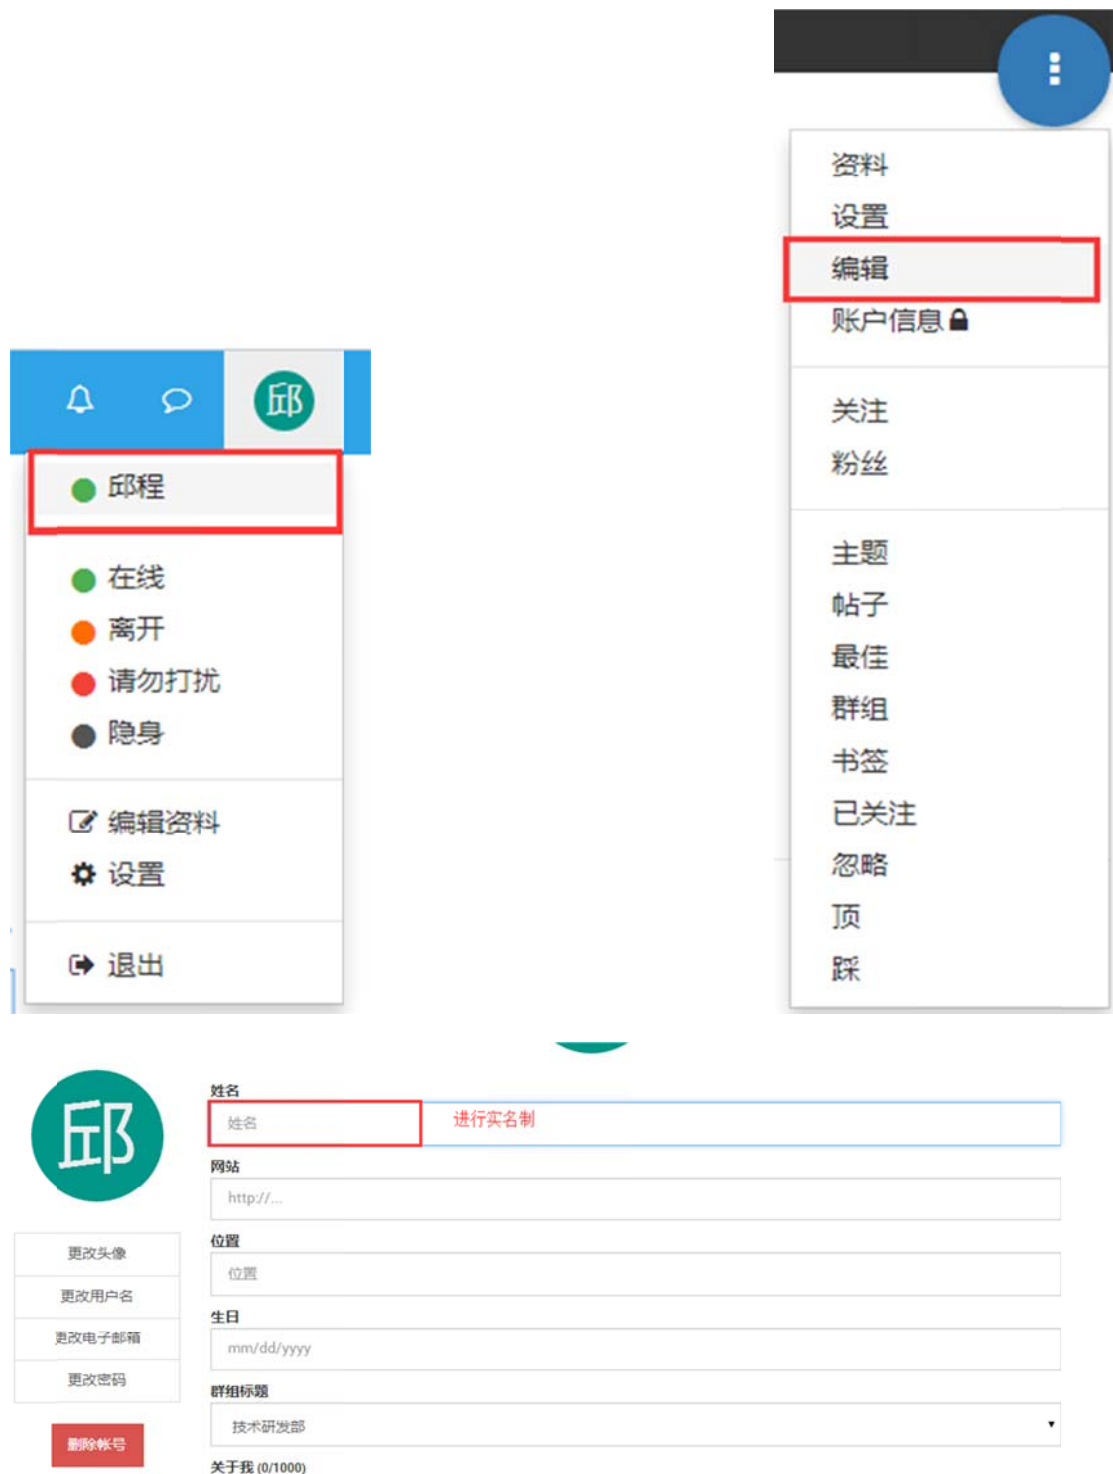 邱
邱程
在线
离开
请勿打扰
隐身
编辑资料
设置
退出
资料
设置
编辑
账户信息
关注
粉丝
主题
帖子
最佳
群组
书签
已关注
忽略
顶
踩
邱
更改头像
更改用户名
更改电子邮箱
更改密码
删除帐号
姓名
姓名
进行实名制
网站
http://...
位置
位置
生日
mm/dd/yyyy
群组标题
技术研发部
关于我 (0/1000)